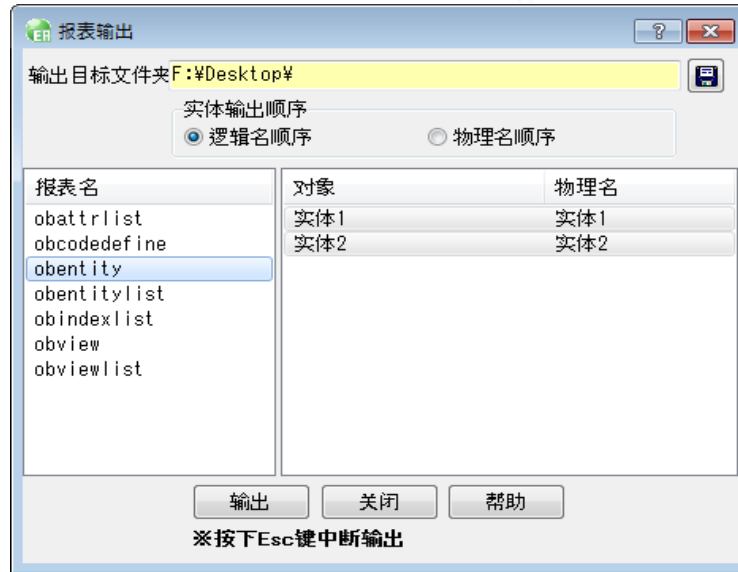 报表输出
输出目标文件夹F:¥Desktop¥
实体输出顺序
逻辑名顺序 物理名顺序
报表名 对象 物理名
obattrlist 实体1 实体1
obcodedefine 实体2 实体2
obentity
obentitylist
obindexlist
obview
obviewlist
输出 关闭 帮助
※按下Esc键中断输出